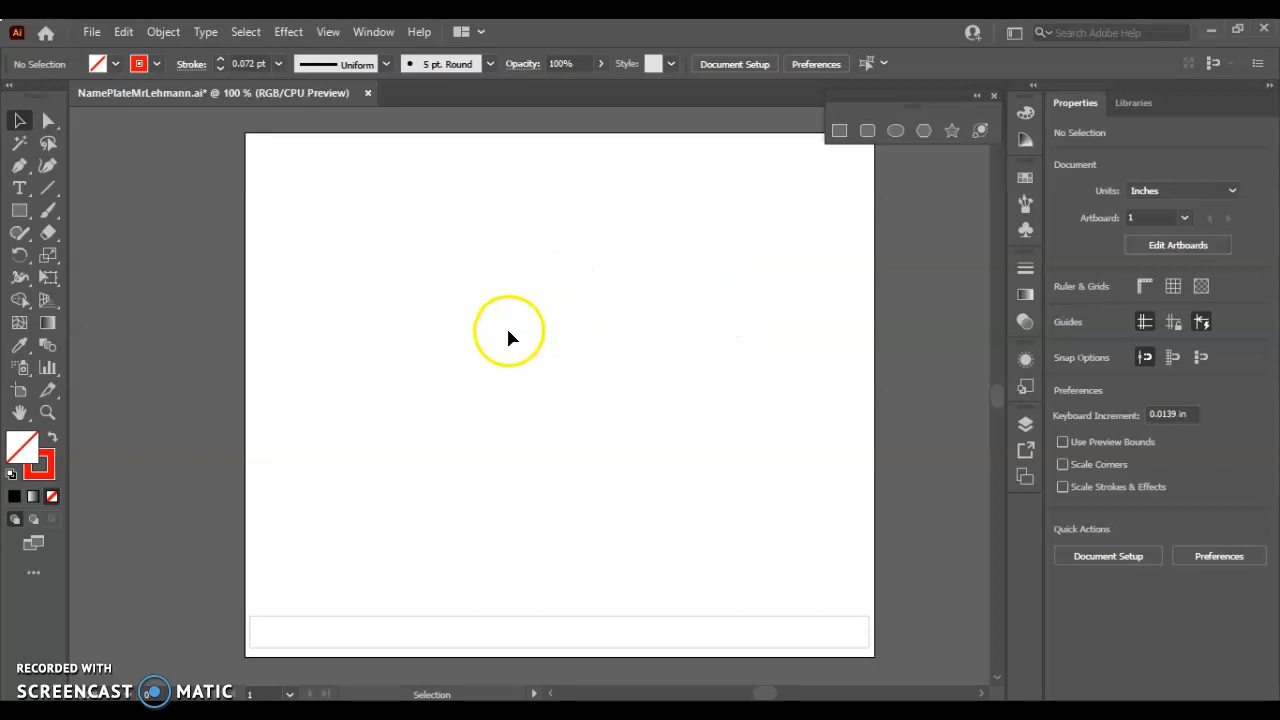 Ai File Edit Object Type Select Effect View Window Help Search Adobe Help
No Selection Stroke: 0.072 pt Uniform 5 pt. Round Opacity: 100% Style: Document Setup Preferences
NamePlateMrLehmann.ai* @ 100 % (RGB/CPU Preview)
Properties Libraries
No Selection
Document
Units: Inches
Artboard: 1
Edit Artboards
Ruler & Grids
Guides
Snap Options
Preferences
Keyboard Increment: 0.0139 in
Use Preview Bounds
Scale Corners
Scale Strokes & Effects
Quick Actions
Document Setup Preferences
RECORDED WITH
SCREENCAST MATIC
1 Selection